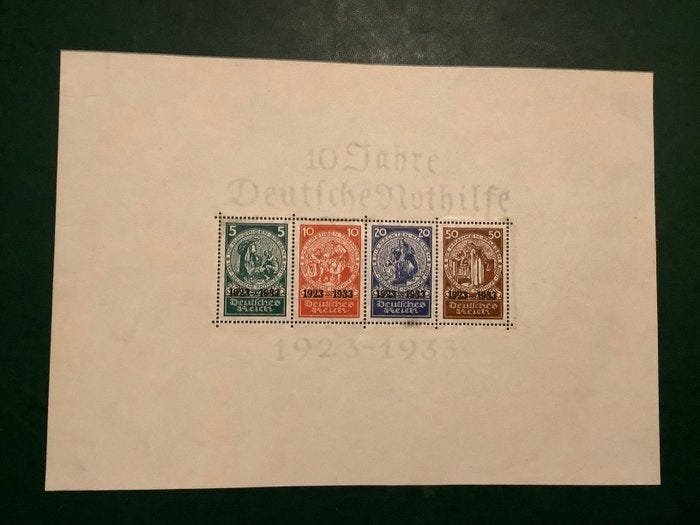 10 Jahre
Deutsche Nothilfe
5 5
1923-1933
Deutsches
Reich
10 10
1923-1933
Deutsches
Reich
20 20
1923-1933
Deutsches
Reich
50 50
1923-1933
Deutsches
Reich
1923-1933